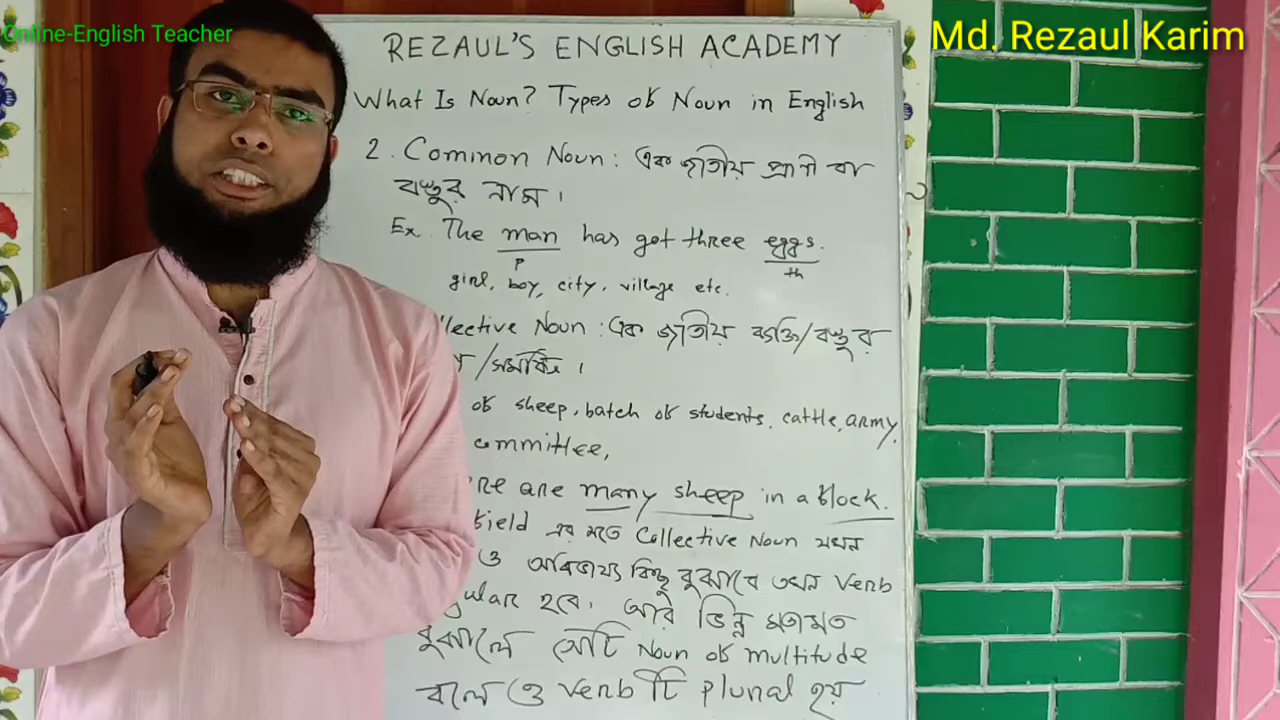 Online-English Teacher
Md. Rezaul Karim
REZAUL'S ENGLISH ACADEMY
What Is Noun? Types of Noun in English
2. Common Noun: এক জাতীয় প্রাণী বা
বস্তুর নাম।
Ex. The man has got three eggs.
P th
girl, boy, city, village etc.
llective Noun: এক জাতীয় ব্যক্তি/বস্তুর
/সমষ্টি।
of sheep, batch of students, cattle, army,
committee,
are many sheep in a flock.
field এর মতে Collective Noun যখন
ও অবিভাজ্য কিছু বুঝাবে তখন Verb
gular হবে। আর ভিন্ন মতামত
বুঝালে সেটি Noun of multitude
বলে ও verb টি plural হয়